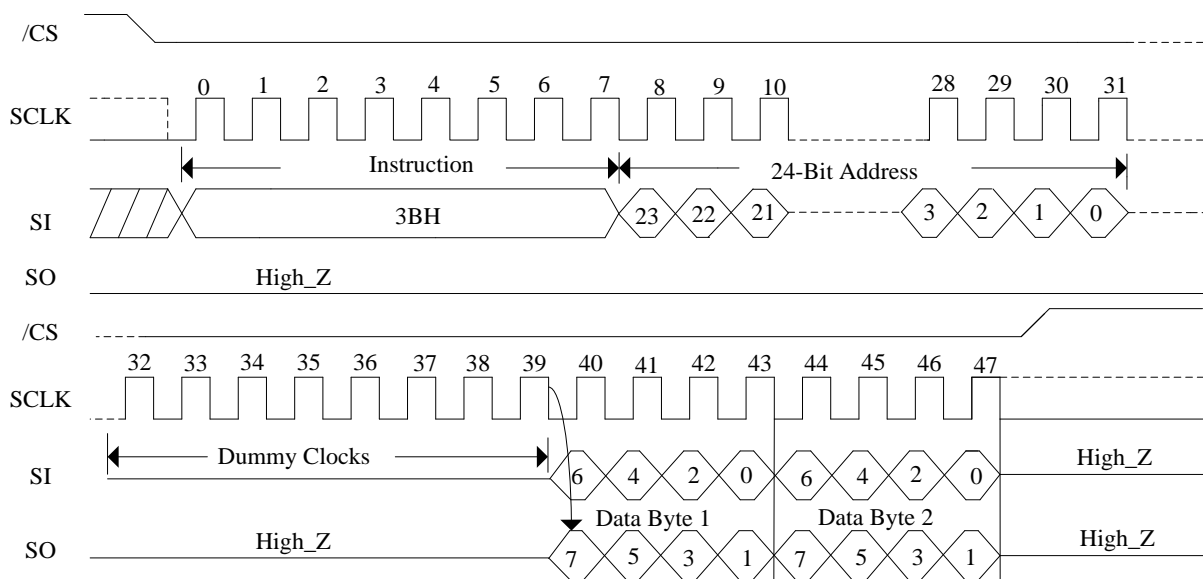 /CS
0 1 2 3 4 5 6 7 8 9 10 28 29 30 31
SCLK
Instruction 24-Bit Address
SI 3BH 23 22 21 3 2 1 0
SO High_Z
/CS
32 33 34 35 36 37 38 39 40 41 42 43 44 45 46 47
SCLK
Dummy Clocks
SI 6 4 2 0 6 4 2 0 High_Z
Data Byte 1 Data Byte 2
SO High_Z 7 5 3 1 7 5 3 1 High_Z